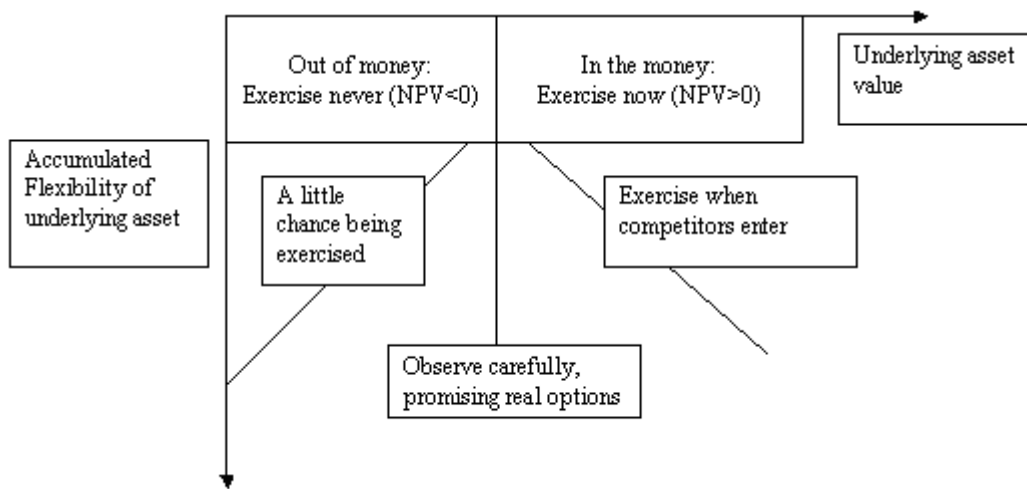 Out of money:
Exercise never (NPV<0)
In the money:
Exercise now (NPV>0)
Underlying asset
value
Accumulated
Flexibility of
underlying asset
A little
chance being
exercised
Exercise when
competitors enter
Observe carefully,
promising real options